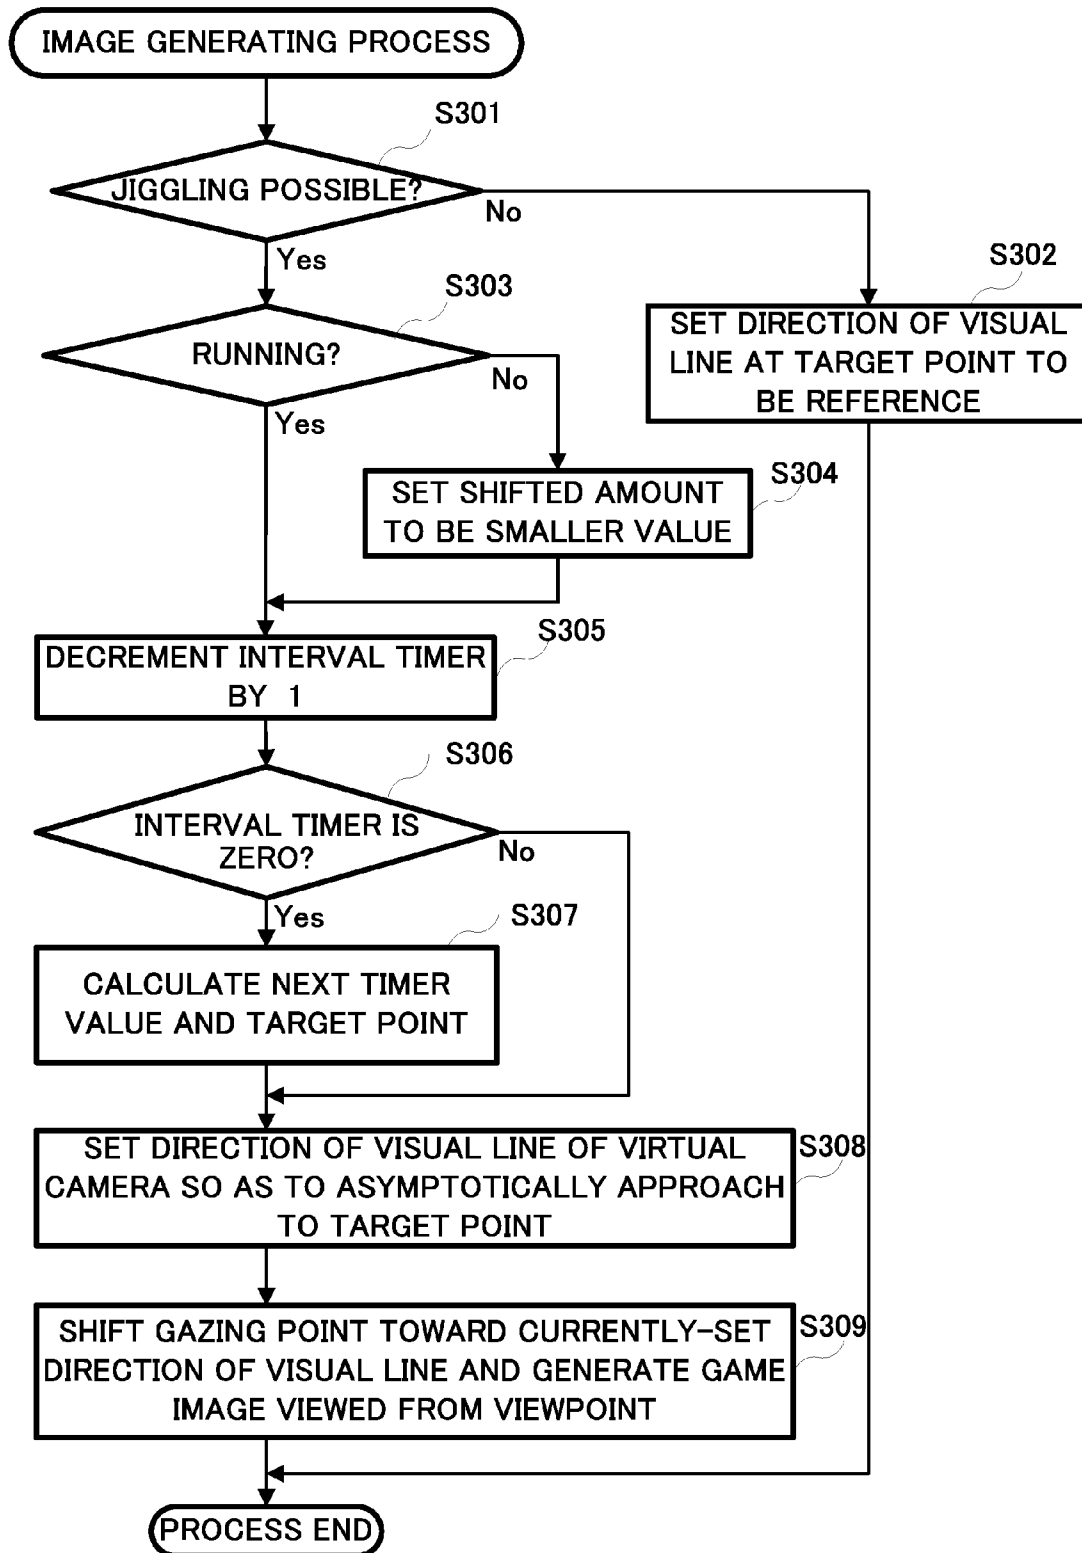 IMAGE GENERATING PROCESS
S301
JIGGLING POSSIBLE?
No
Yes
S302
SET DIRECTION OF VISUAL
LINE AT TARGET POINT TO
BE REFERENCE
S303
RUNNING?
No
Yes
S304
SET SHIFTED AMOUNT
TO BE SMALLER VALUE
S305
DECREMENT INTERVAL TIMER
BY 1
S306
INTERVAL TIMER IS
ZERO?
No
Yes
S307
CALCULATE NEXT TIMER
VALUE AND TARGET POINT
S308
SET DIRECTION OF VISUAL LINE OF VIRTUAL
CAMERA SO AS TO ASYMPTOTICALLY APPROACH
TO TARGET POINT
S309
SHIFT GAZING POINT TOWARD CURRENTLY-SET
DIRECTION OF VISUAL LINE AND GENERATE GAME
IMAGE VIEWED FROM VIEWPOINT
PROCESS END